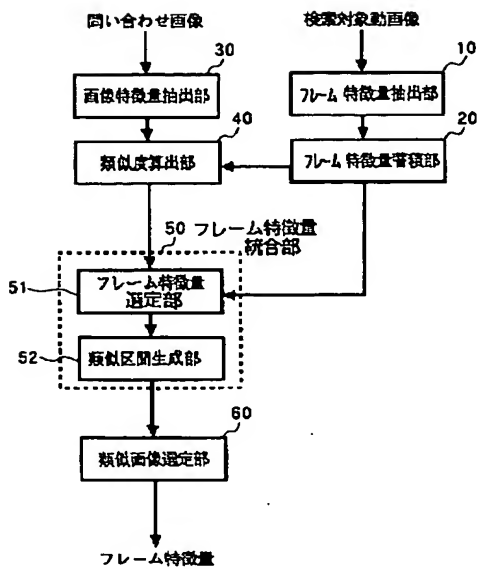 問い合わせ画像
検索対象動画像
30
10
画像特徴量抽出部
フレーム特徴量抽出部
40
20
類似度算出部
フレーム特徴量蓄積部
50
フレーム特徴量
統合部
51
フレーム特徴量
選定部
52
類似区間生成部
60
類似画像選定部
フレーム特徴量